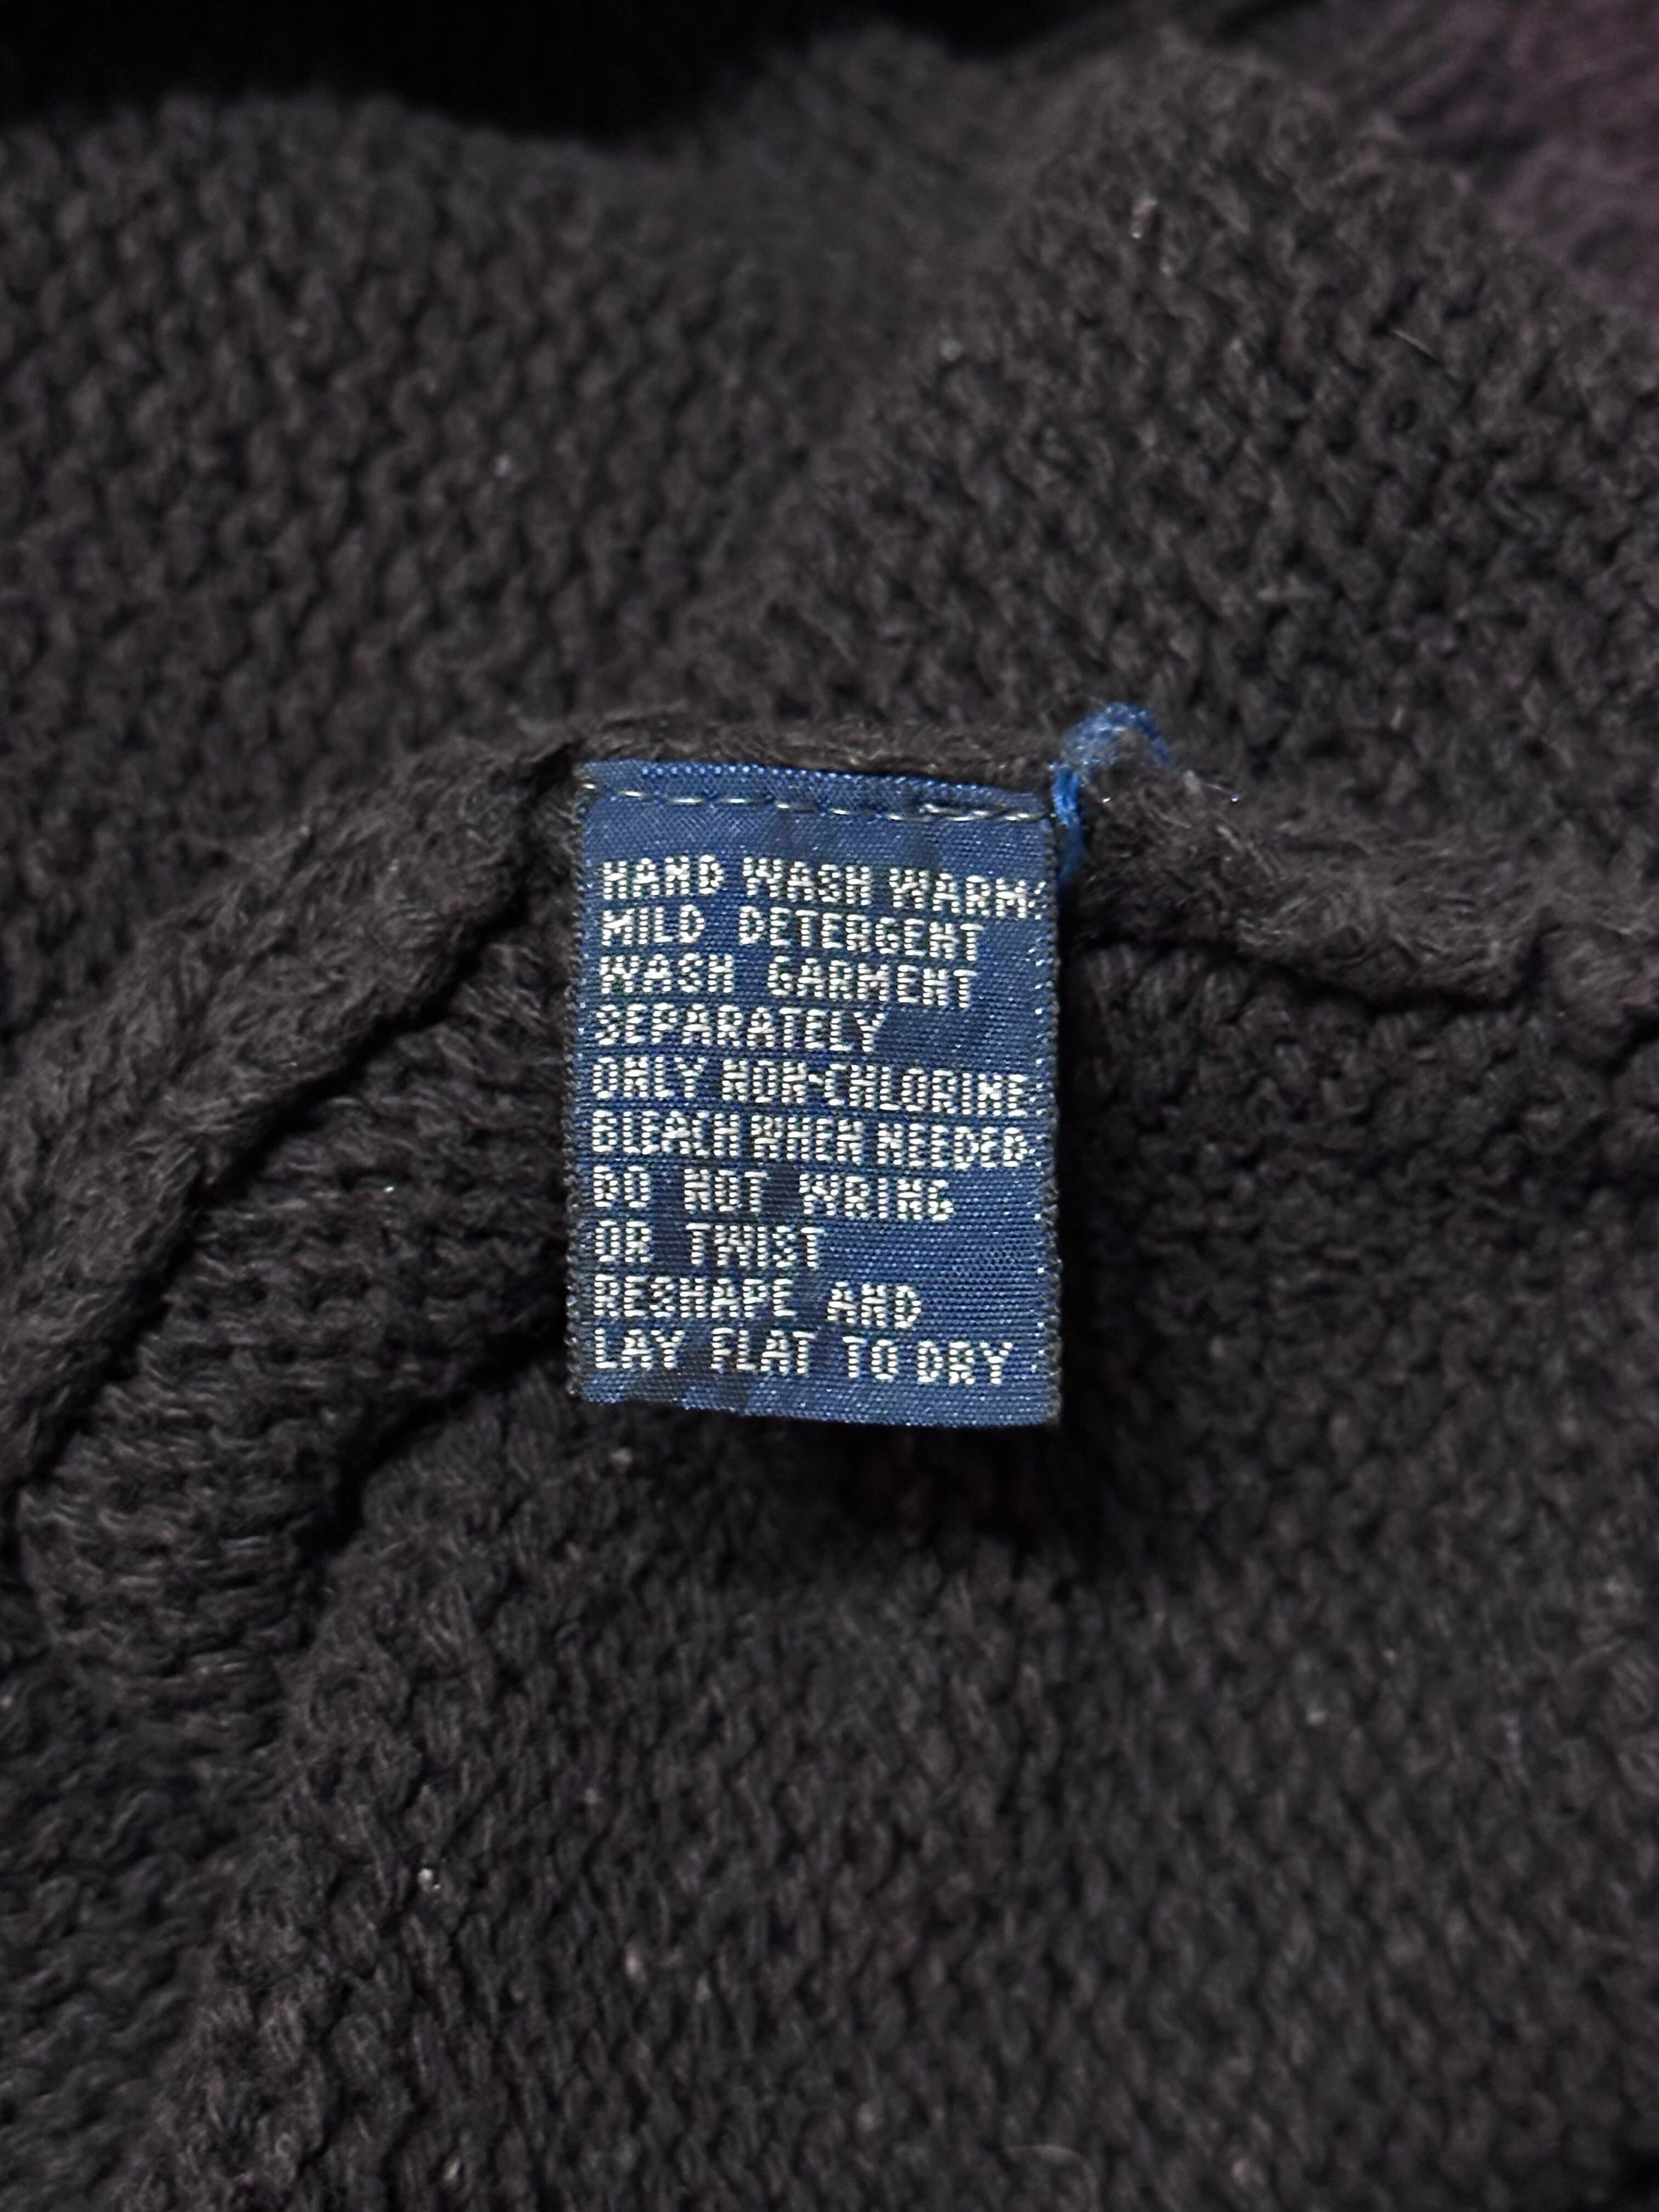 HAND WASH WARM
MILD DETERGENT
WASH GARMENT
SEPARATELY
ONLY NON-CHLORINE
BLEACH WHEN NEEDED
DO NOT WRING
OR TWIST
RESHAPE AND
LAY FLAT TO DRY